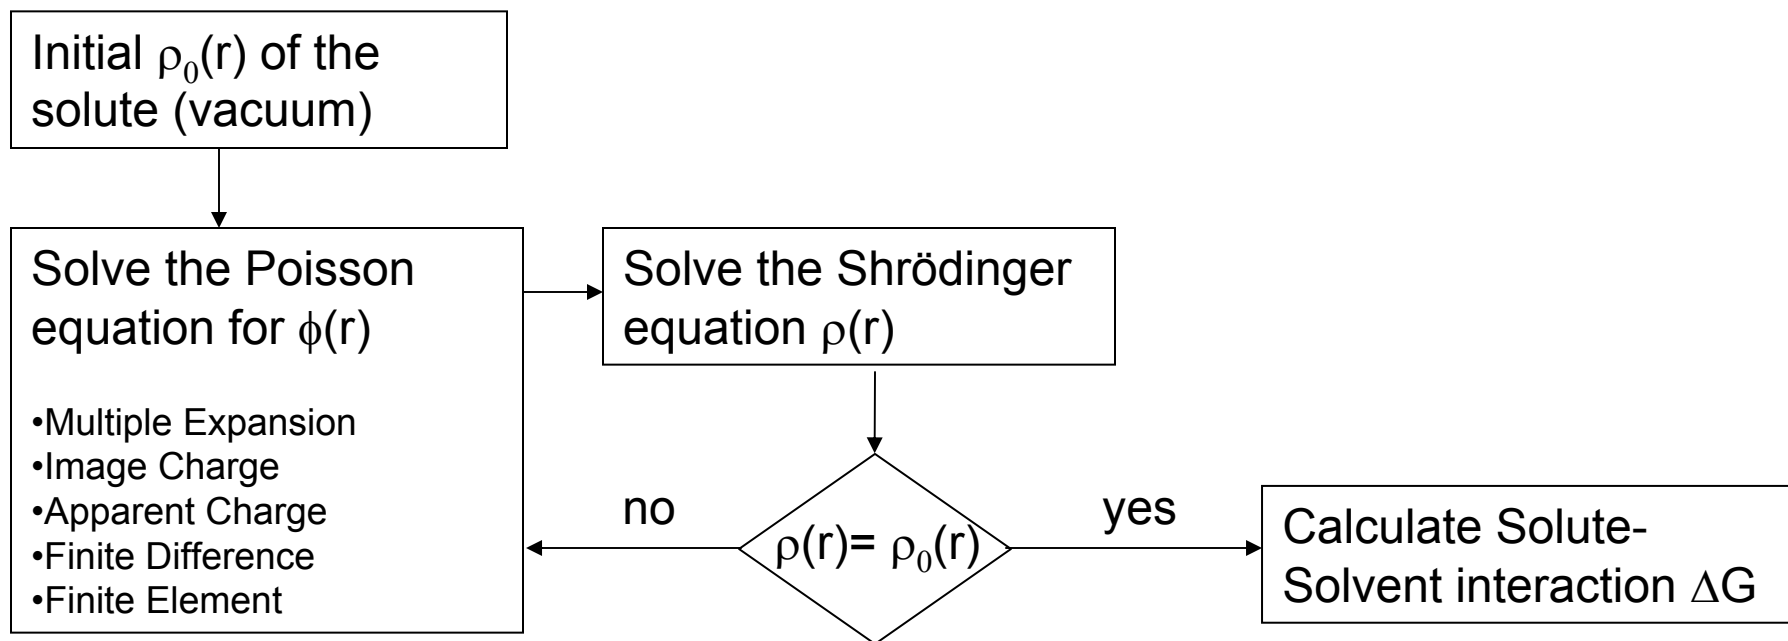 Initial ρ₀(r) of the
solute (vacuum)
Solve the Poisson
equation for ϕ(r)
•Multiple Expansion
•Image Charge
•Apparent Charge
•Finite Difference
•Finite Element
Solve the Shrödinger
equation ρ(r)
no
ρ(r)= ρ₀(r)
yes
Calculate Solute-
Solvent interaction ΔG